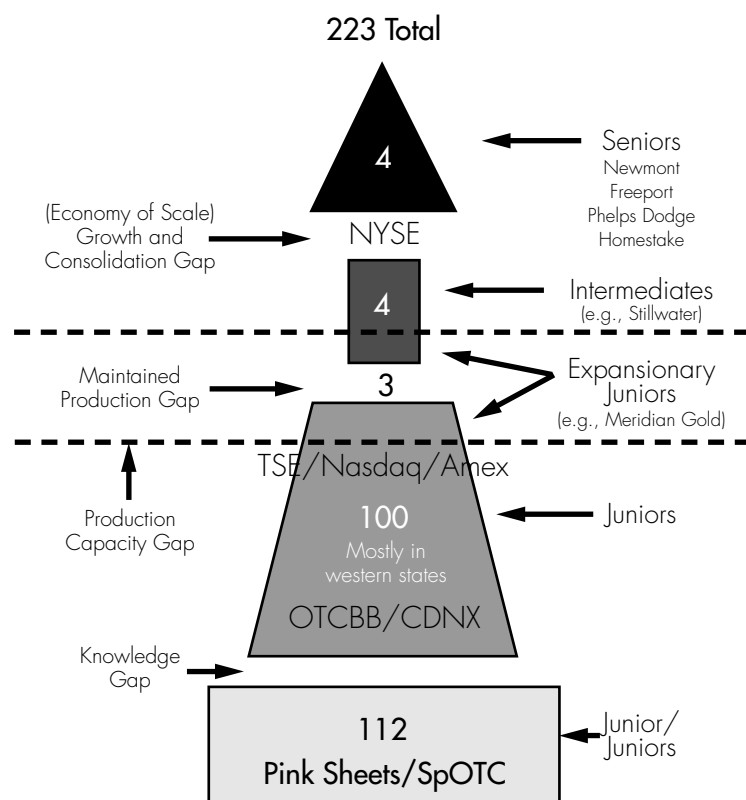 223 Total
4
Seniors
Newmont
Freeport
Phelps Dodge
Homestake
(Economy of Scale)
Growth and
Consolidation Gap
NYSE
4
Intermediates
(e.g., Stillwater)
Maintained
Production Gap
3
Expansionary
Juniors
(e.g., Meridian Gold)
TSE/Nasdaq/Amex
Production
Capacity Gap
100
Mostly in
western states
Juniors
OTCBB/CDNX
Knowledge
Gap
112
Pink Sheets/SpOTC
Junior/
Juniors